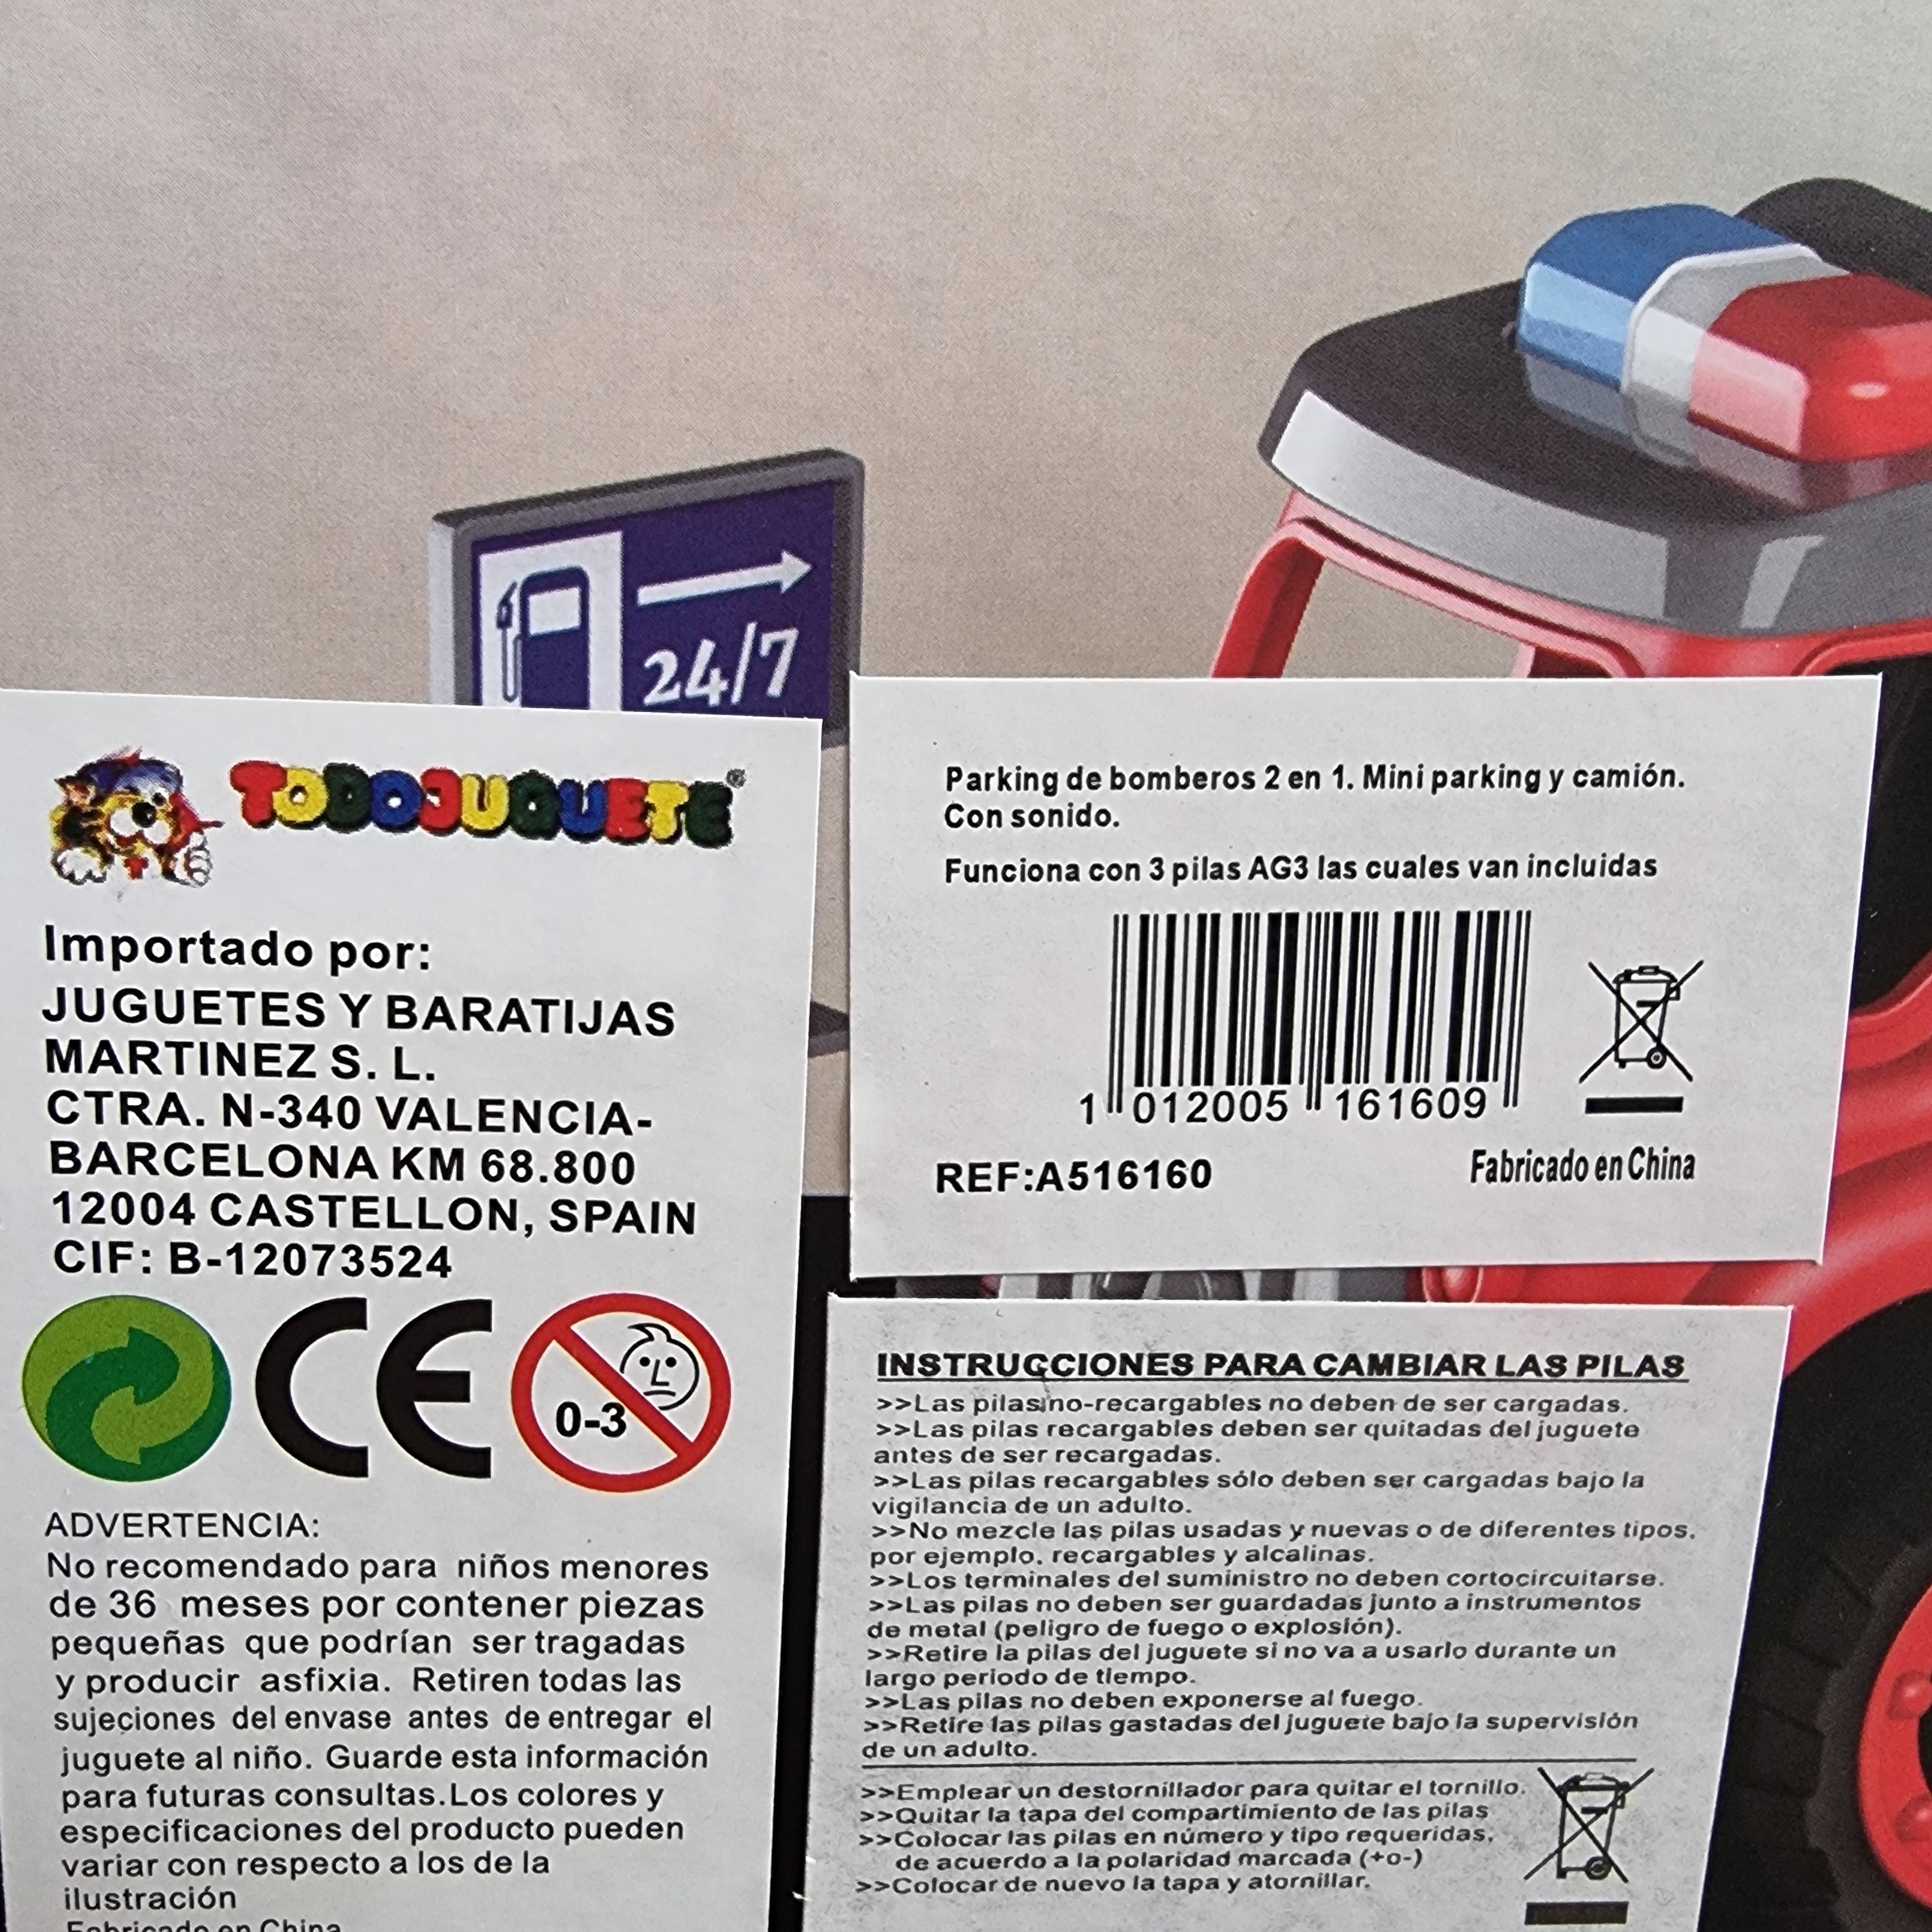 24/7
TODOJUGUETE®
Importado por:
JUGUETES Y BARATIJAS
MARTINEZ S. L.
CTRA. N-340 VALENCIA-
BARCELONA KM 68.800
12004 CASTELLON, SPAIN
CIF: B-12073524
CE
0-3
ADVERTENCIA:
No recomendado para niños menores
de 36 meses por contener piezas
pequeñas que podrían ser tragadas
y producir asfixia. Retiren todas las
sujeciones del envase antes de entregar el
juguete al niño. Guarde esta información
para futuras consultas.Los colores y
especificaciones del producto pueden
variar con respecto a los de la
ilustración
Fabricado en China
Parking de bomberos 2 en 1. Mini parking y camión.
Con sonido.
Funciona con 3 pilas AG3 las cuales van incluidas
1 012005 161609
REF:A516160
Fabricado en China
INSTRUCCIONES PARA CAMBIAR LAS PILAS
>>Las pilas no-recargables no deben de ser cargadas.
>>Las pilas recargables deben ser quitadas del juguete
antes de ser recargadas.
>>Las pilas recargables sólo deben ser cargadas bajo la
vigilancia de un adulto.
>>No mezcle las pilas usadas y nuevas o de diferentes tipos,
por ejemplo, recargables y alcalinas.
>>Los terminales del suministro no deben cortocircuitarse.
>>Las pilas no deben ser guardadas junto a instrumentos
de metal (peligro de fuego o explosión).
>>Retire la pilas del juguete si no va a usarlo durante un
largo periodo de tiempo.
>>Las pilas no deben exponerse al fuego.
>>Retire las pilas gastadas del juguete bajo la supervisión
de un adulto.
>>Emplear un destornillador para quitar el tornillo.
>>Quitar la tapa del compartimiento de las pilas
>>Colocar las pilas en número y tipo requeridas,
de acuerdo a la polaridad marcada (+o-)
>>Colocar de nuevo la tapa y atornillar.